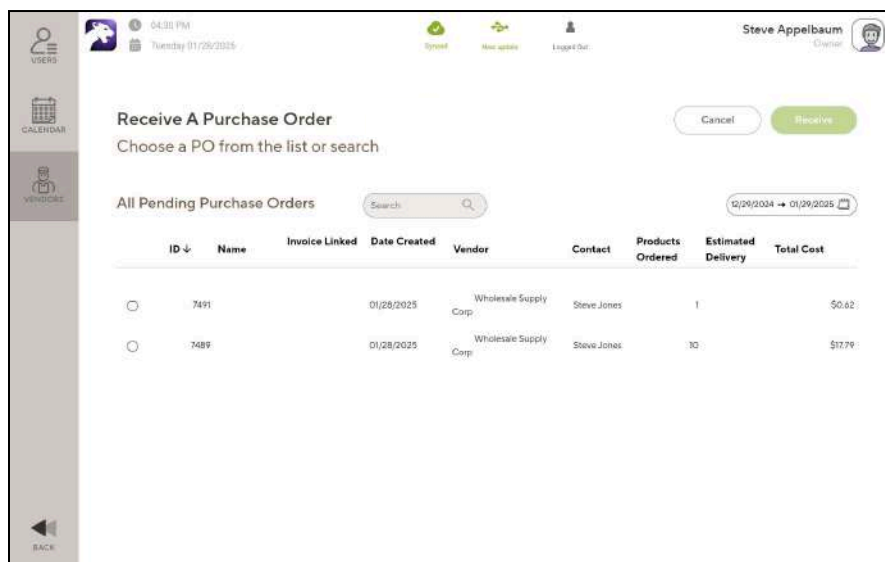 04:38 PM
Tuesday 01/28/2025
Synced
New update
Logged Out
Steve Appelbaum
Owner
USERS
CALENDAR
VENDORS
BACK
Receive A Purchase Order
Choose a PO from the list or search
Cancel
Receive
All Pending Purchase Orders
Search
12/29/2024 → 01/29/2025
ID ↓ Name Invoice Linked Date Created Vendor Contact Products Ordered Estimated Delivery Total Cost
7491 01/28/2025 Wholesale Supply Corp Steve Jones 1 $0.62
7489 01/28/2025 Wholesale Supply Corp Steve Jones 10 $17.79